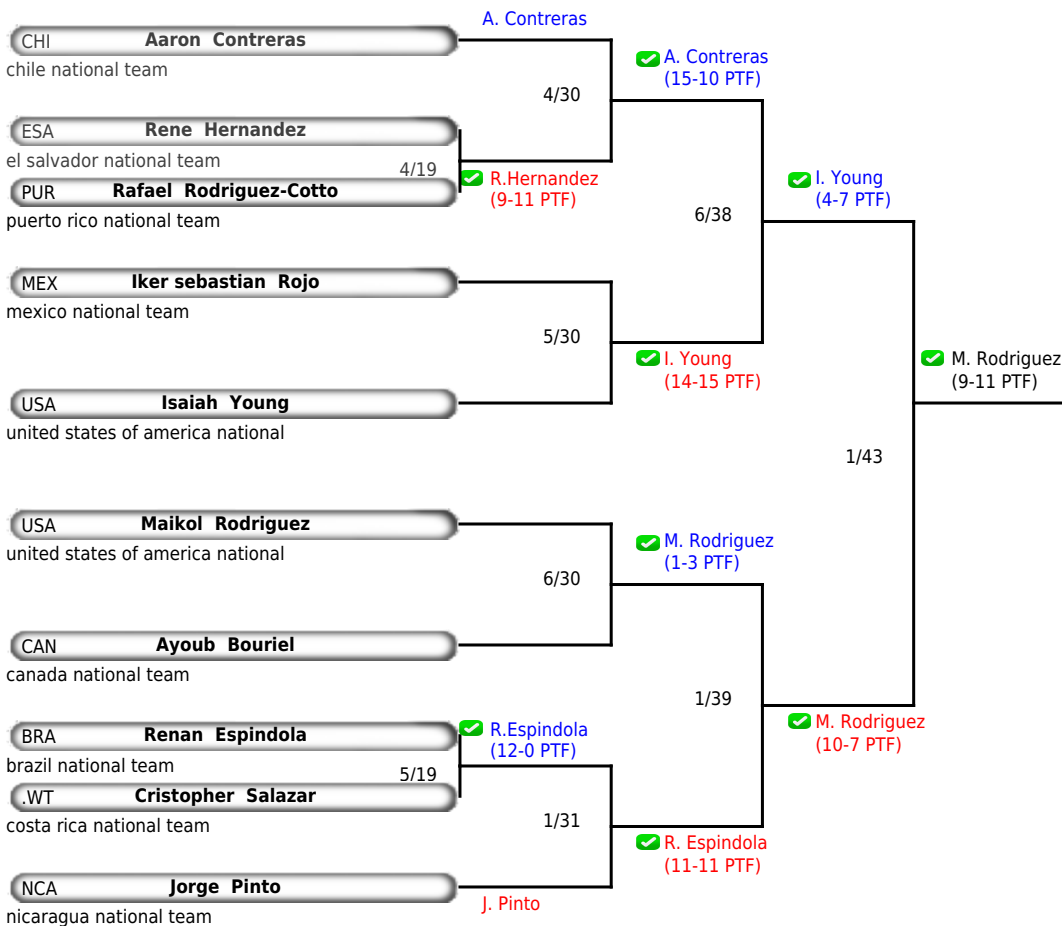 A. Contreras
CHI Aaron Contreras
chile national team
A. Contreras
(15-10 PTF)
4/30
ESA Rene Hernandez
el salvador national team
4/19
R.Hernandez
(9-11 PTF)
PUR Rafael Rodriguez-Cotto
puerto rico national team
I. Young
(4-7 PTF)
6/38
MEX Iker sebastian Rojo
mexico national team
5/30
I. Young
(14-15 PTF)
M. Rodriguez
(9-11 PTF)
USA Isaiah Young
united states of america national
1/43
USA Maikol Rodriguez
united states of america national
M. Rodriguez
(1-3 PTF)
6/30
CAN Ayoub Bouriel
canada national team
1/39
M. Rodriguez
(10-7 PTF)
BRA Renan Espindola
brazil national team
R.Espindola
(12-0 PTF)
5/19
.WT Cristopher Salazar
costa rica national team
1/31
R. Espindola
(11-11 PTF)
NCA Jorge Pinto
nicaragua national team
J. Pinto